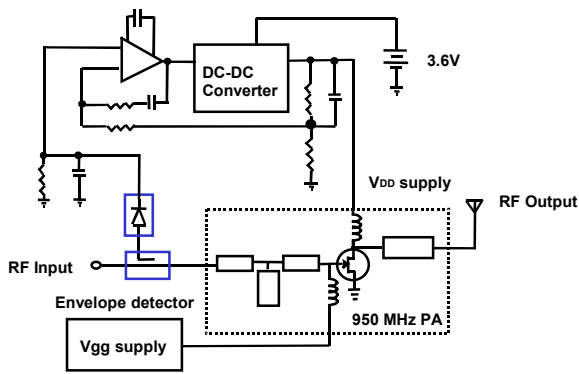 DC-DC
Converter
3.6V
VDD supply
RF Output
RF Input
Envelope detector
950 MHz PA
Vgg supply